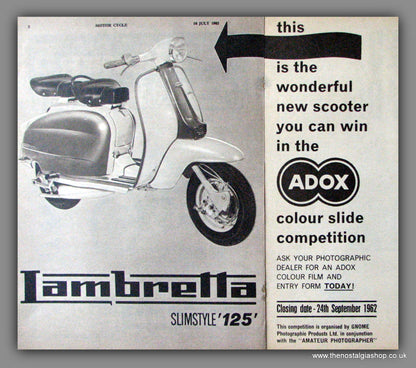 MOTOR CYCLE
19 JULY 1962
this
is the
wonderful
new scooter
you can win
in the
ADOX
colour slide
competition
ASK YOUR PHOTOGRAPHIC
DEALER FOR AN ADOX
COLOUR FILM AND
ENTRY FORM TODAY!
Closing date - 24th September 1962
This competition is organised by GNOME
Photographic Products Ltd. in conjunction
with the "AMATEUR PHOTOGRAPHER"
Lambretta
SLIMSTYLE '125'
www.thenostalgiashop.co.uk